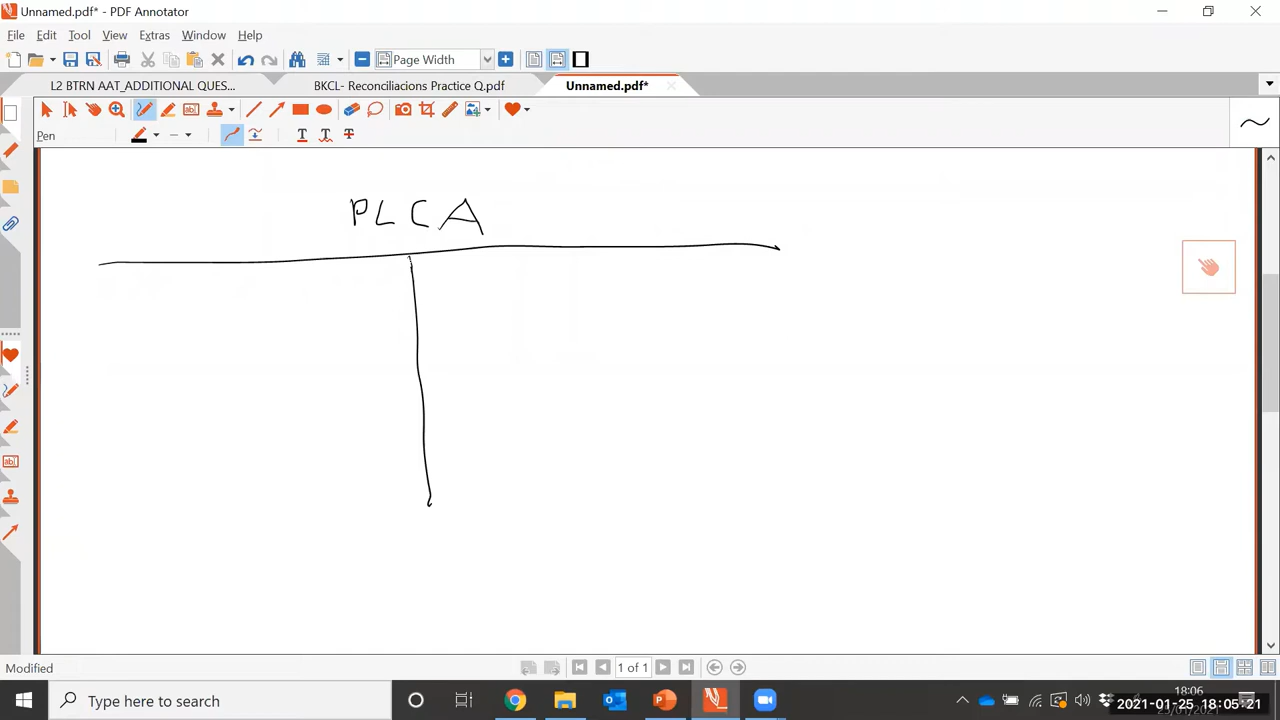 Unnamed.pdf* - PDF Annotator
File Edit Tool View Extras Window Help
Page Width
L2 BTRN AAT_ADDITIONAL QUES... BKCL- Reconciliacions Practice Q.pdf Unnamed.pdf*
Pen
PLCA
Modified
1 of 1
Type here to search
18:06
2021-01-25 18:05:21